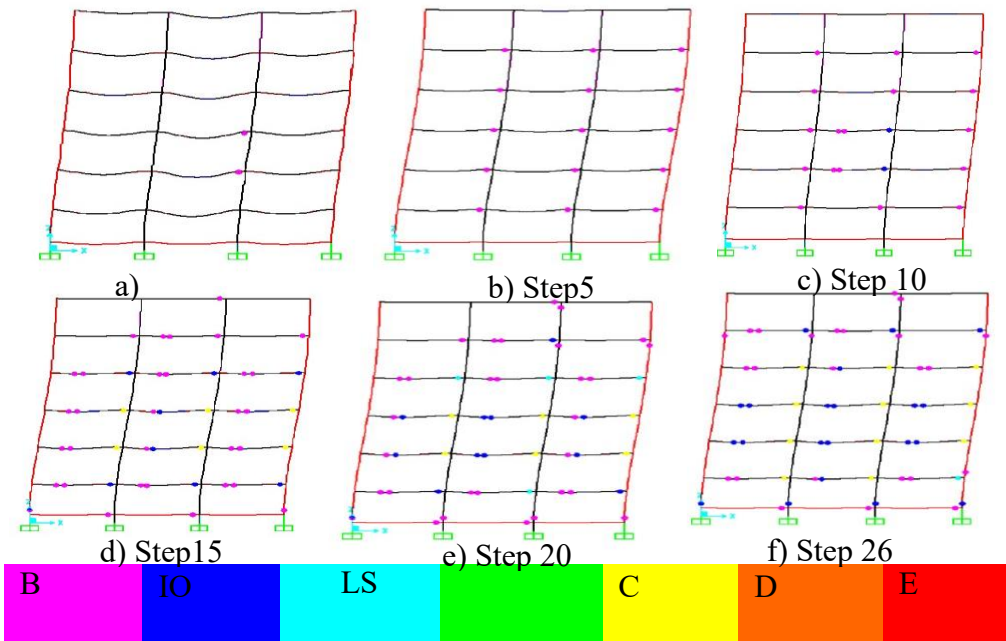 a)
b) Step5
c) Step 10
d) Step15
e) Step 20
f) Step 26
B IO LS C D E